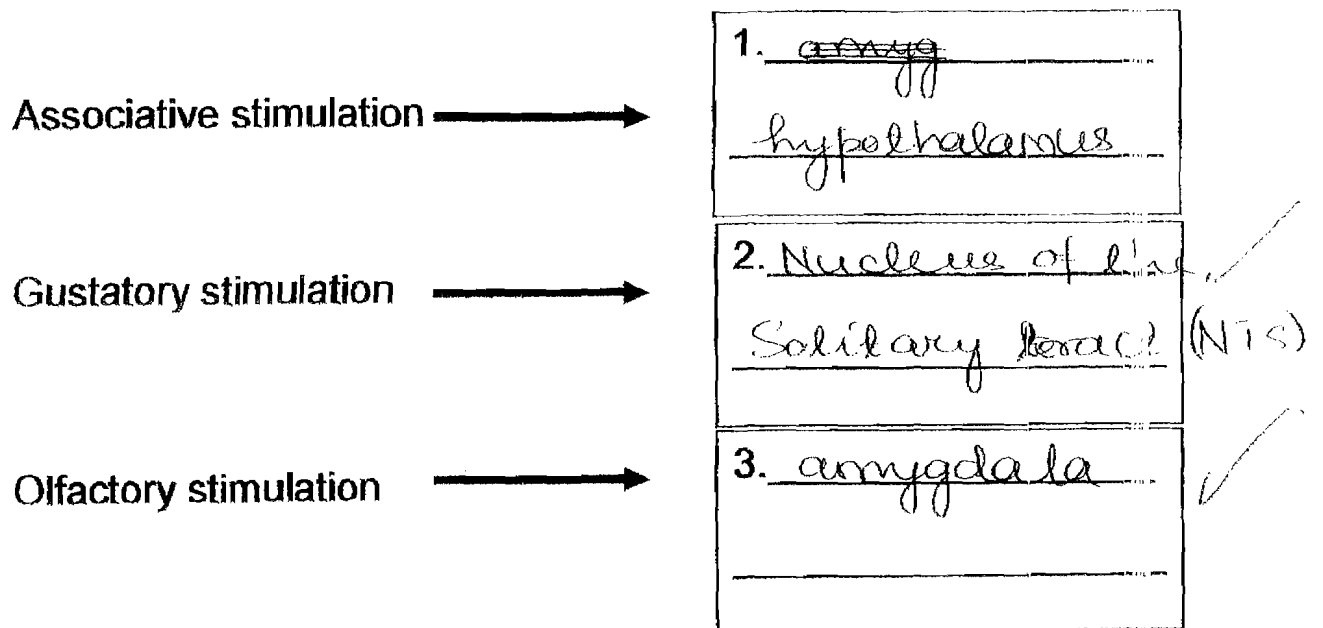 1. amyg
Associative stimulation
hypothalamus
2. Nucleus of the
Gustatory stimulation
Solitary tract (NTS)
3. amygdala
Olfactory stimulation